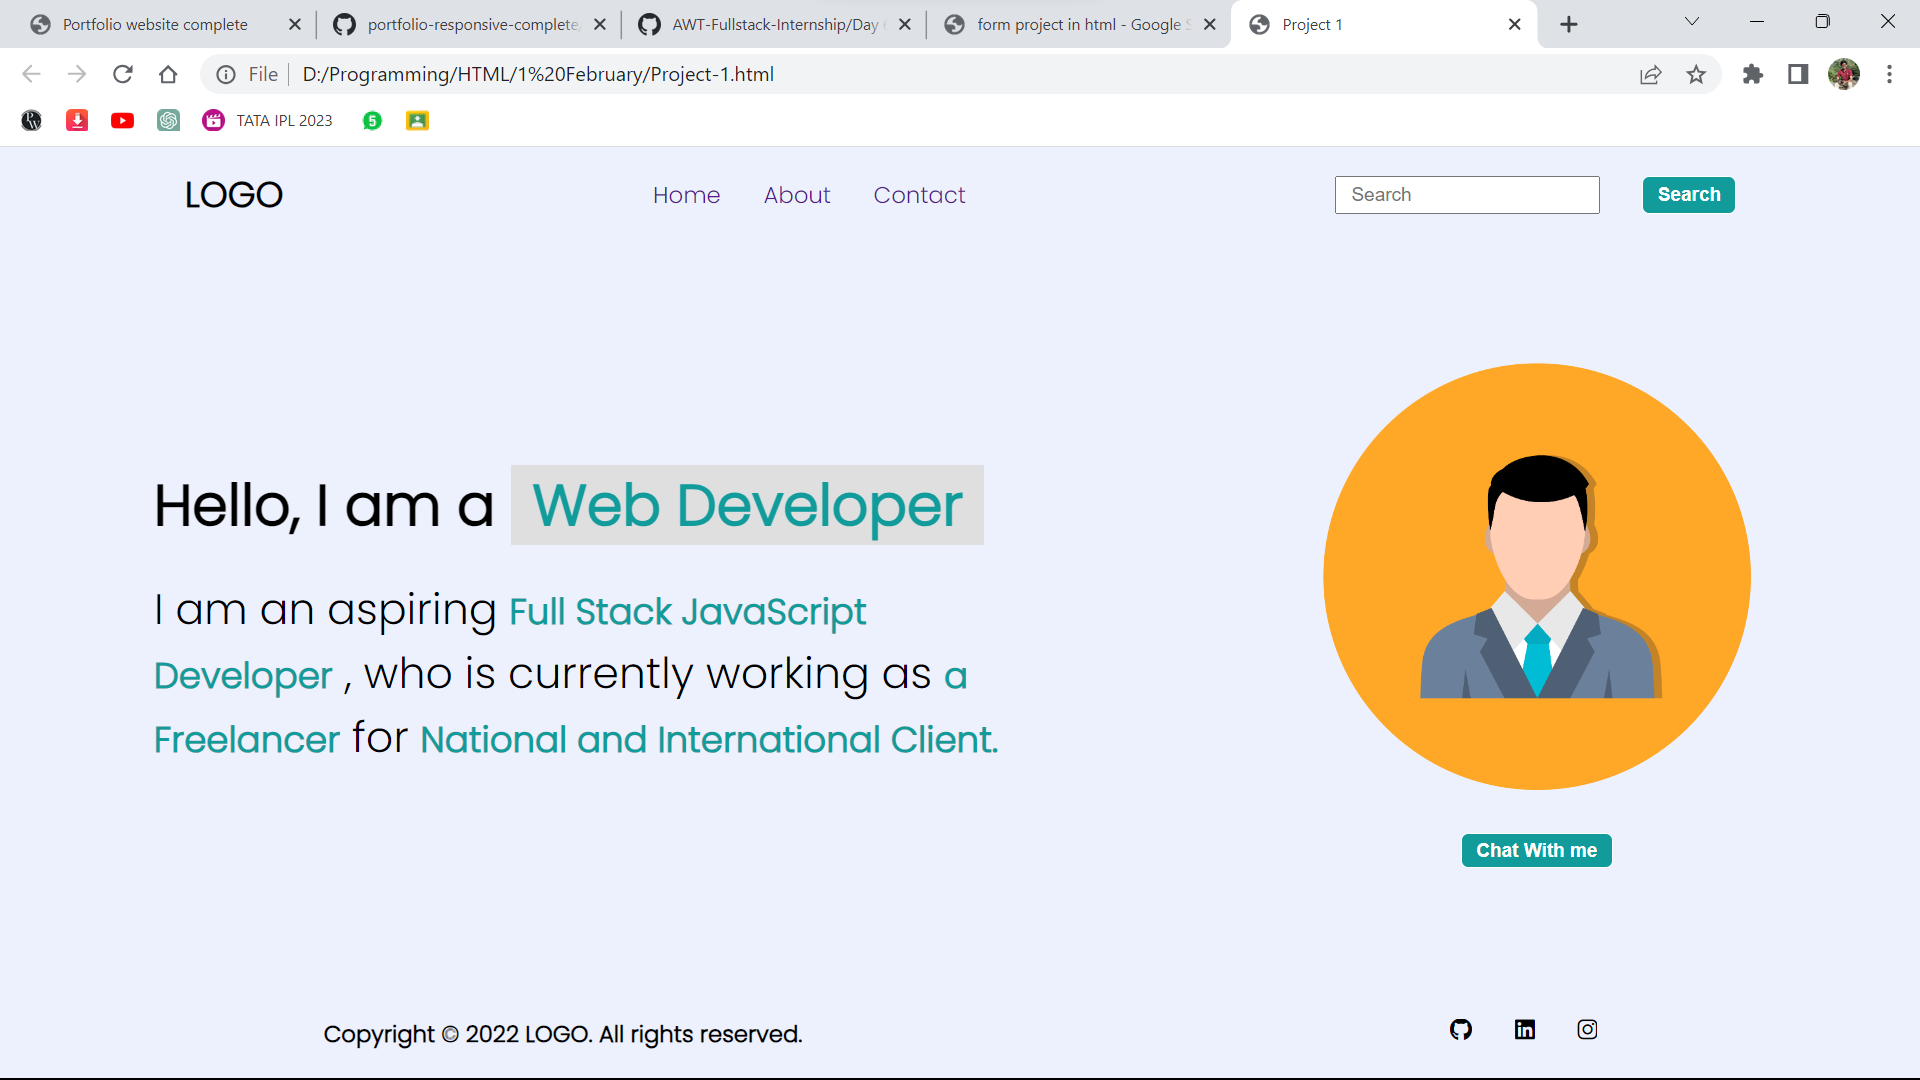 Portfolio website complete
portfolio-responsive-complete
AWT-Fullstack-Internship/Day
form project in html - Google S
Project 1
File
D:/Programming/HTML/1%20February/Project-1.html
PW
TATA IPL 2023
5
LOGO
Home
About
Contact
Search
Search
Hello, I am a Web Developer
I am an aspiring Full Stack JavaScript
Developer , who is currently working as a
Freelancer for National and International Client.
Chat With me
Copyright © 2022 LOGO. All rights reserved.
in